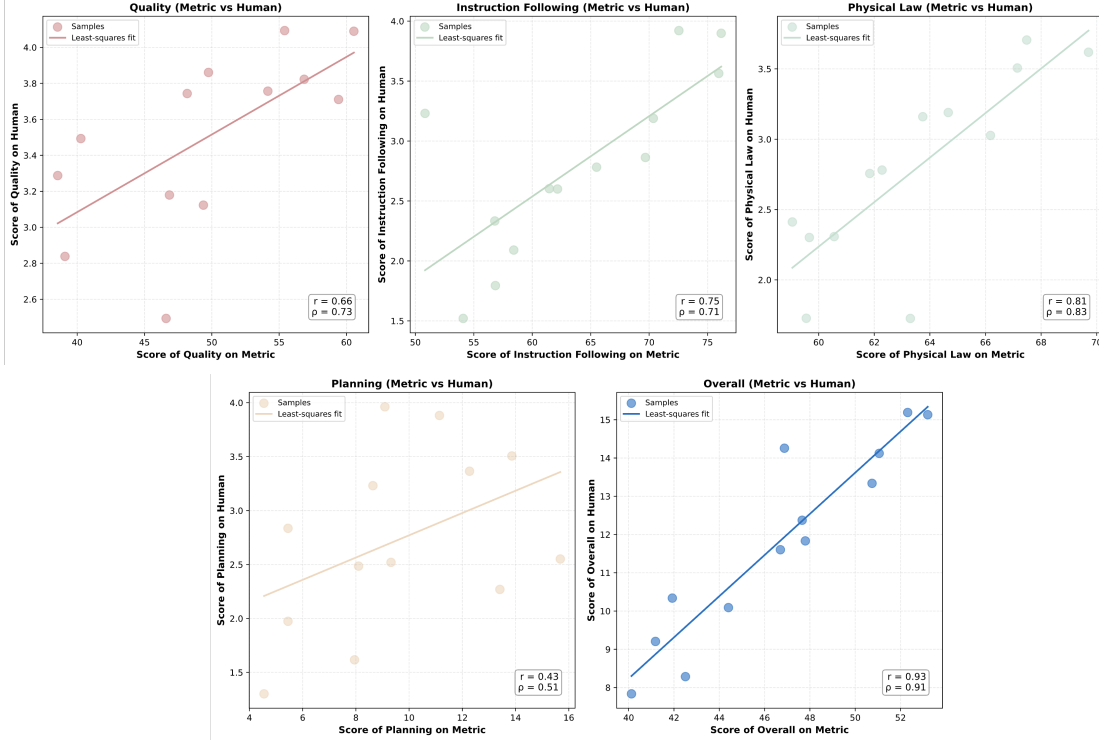 Quality (Metric vs Human)
Samples
Least-squares fit
4.0
3.8
3.6
3.4
3.2
3.0
2.8
2.6
Score of Quality on Human
r = 0.66
ρ = 0.73
40 45 50 55 60
Score of Quality on Metric
Instruction Following (Metric vs Human)
Samples
Least-squares fit
4.0
3.5
3.0
2.5
2.0
1.5
Score of Instruction Following on Human
r = 0.75
ρ = 0.71
50 55 60 65 70 75
Score of Instruction Following on Metric
Physical Law (Metric vs Human)
Samples
Least-squares fit
3.5
3.0
2.5
2.0
Score of Physical Law on Human
r = 0.81
ρ = 0.83
60 62 64 66 68 70
Score of Physical Law on Metric
Planning (Metric vs Human)
Samples
Least-squares fit
4.0
3.5
3.0
2.5
2.0
1.5
Score of Planning on Human
r = 0.43
ρ = 0.51
4 6 8 10 12 14 16
Score of Planning on Metric
Overall (Metric vs Human)
Samples
Least-squares fit
15
14
13
12
11
10
9
8
Score of Overall on Human
r = 0.93
ρ = 0.91
40 42 44 46 48 50 52
Score of Overall on Metric